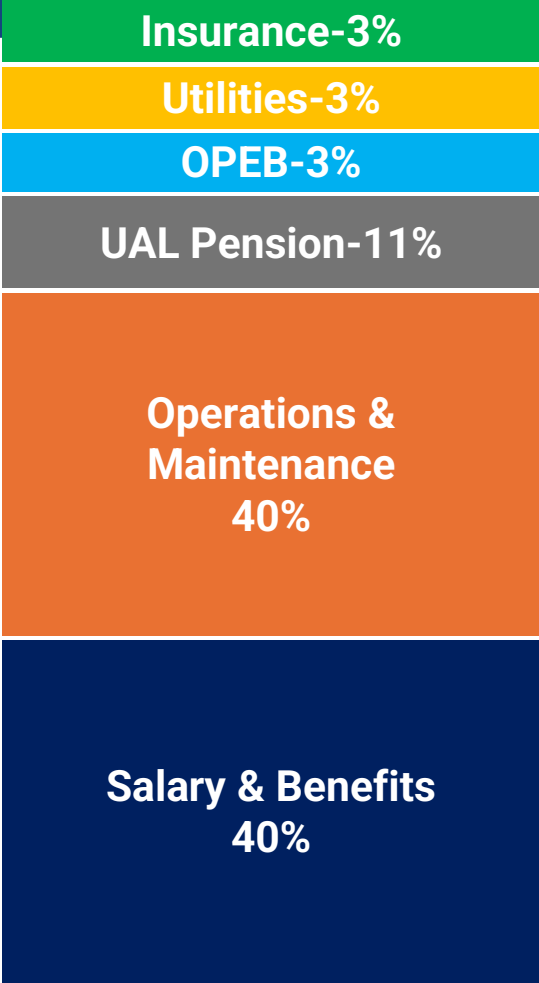 Insurance-3%
Utilities-3%
OPEB-3%
UAL Pension-11%
Operations &
Maintenance
40%
Salary & Benefits
40%